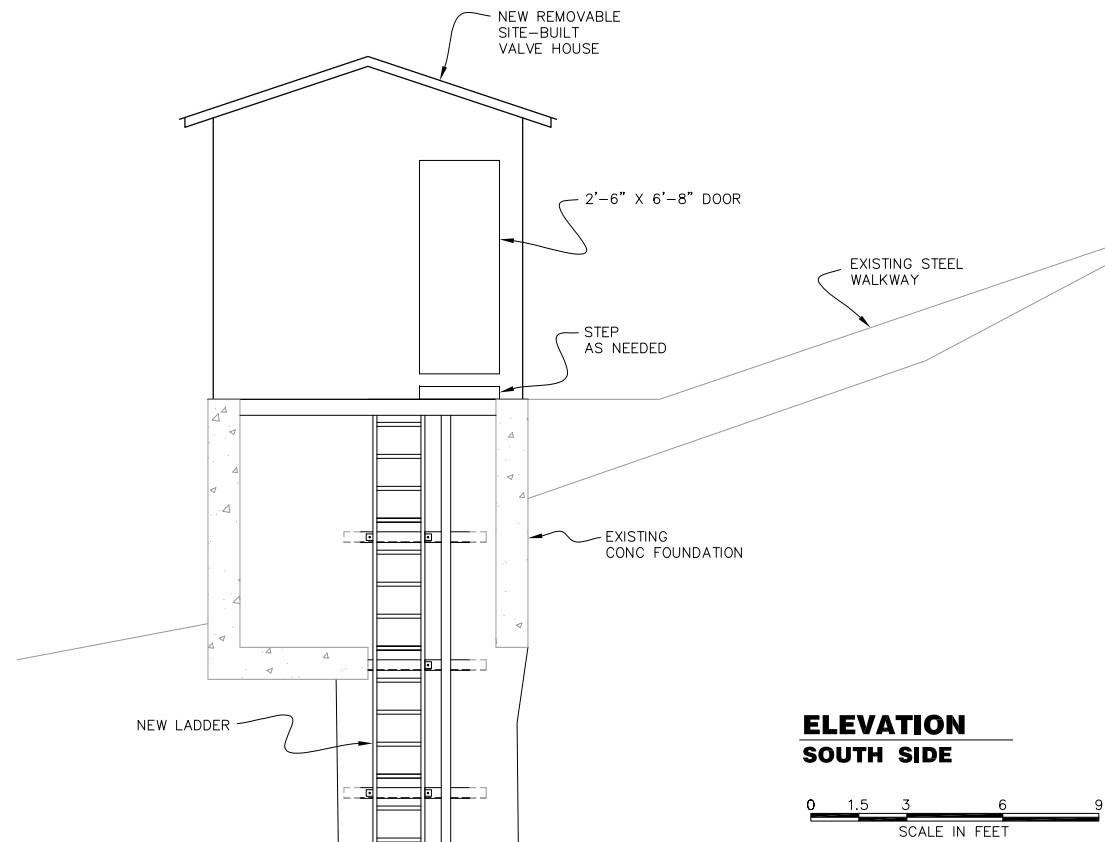 NEW REMOVABLE
SITE-BUILT
VALVE HOUSE
2'-6" X 6'-8" DOOR
EXISTING STEEL
WALKWAY
STEP
AS NEEDED
EXISTING
CONC FOUNDATION
NEW LADDER
ELEVATION
SOUTH SIDE
0 1.5 3 6 9
SCALE IN FEET